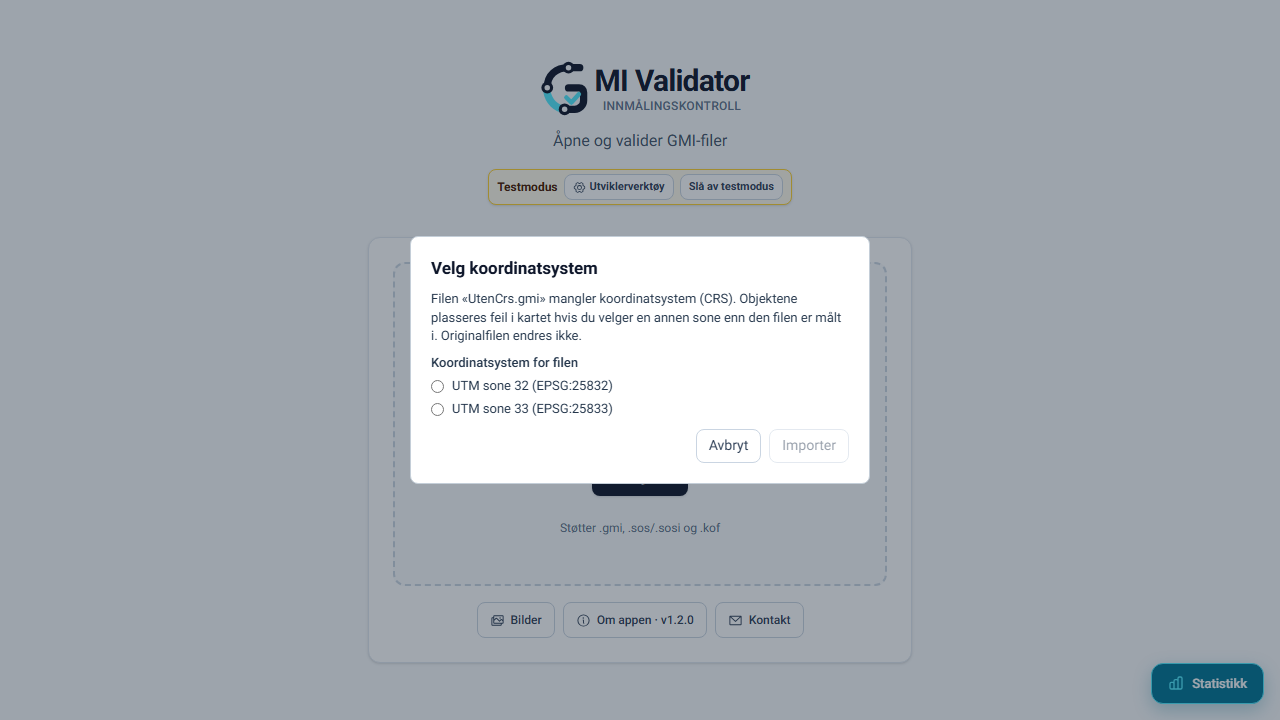 MI Validator
INNMÅLINGSKONTROLL
Åpne og valider GMI-filer
Testmodus Utviklerverktøy Slå av testmodus
Velg koordinatsystem
Filen «UtenCrs.gmi» mangler koordinatsystem (CRS). Objektene
plasseres feil i kartet hvis du velger en annen sone enn den filen er målt
i. Originalfilen endres ikke.
Koordinatsystem for filen
UTM sone 32 (EPSG:25832)
UTM sone 33 (EPSG:25833)
Avbryt Importer
Støtter .gmi, .sos/.sosi og .kof
Bilder Om appen · v1.2.0 Kontakt
Statistikk